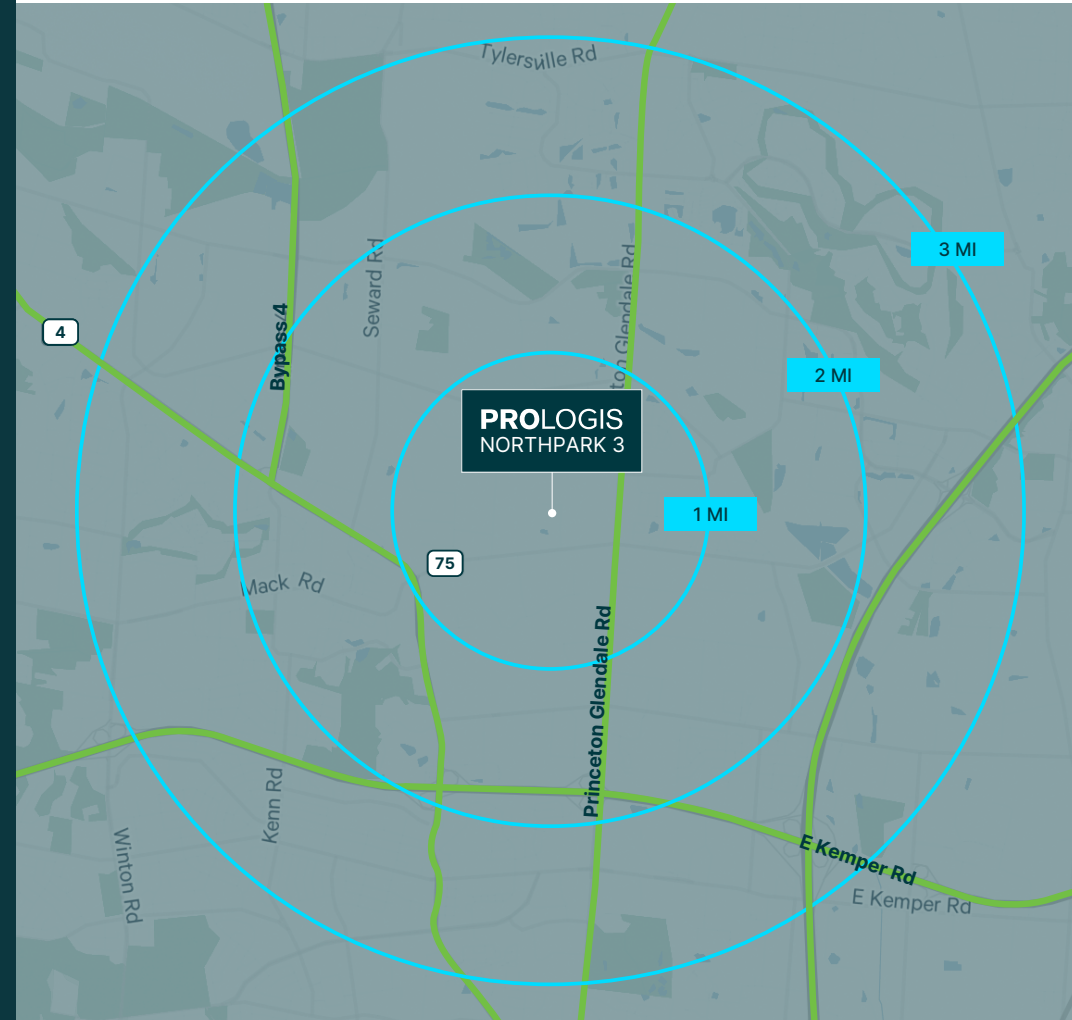 Tylersville Rd
3 MI
Seward Rd
ton Glendale Rd
Bypass 4
4
2 MI
PROLOGIS
NORTHPARK 3
1 MI
75
Mack Rd
Princeton Glendale Rd
Kenn Rd
Winton Rd
E Kemper Rd
E Kemper Rd